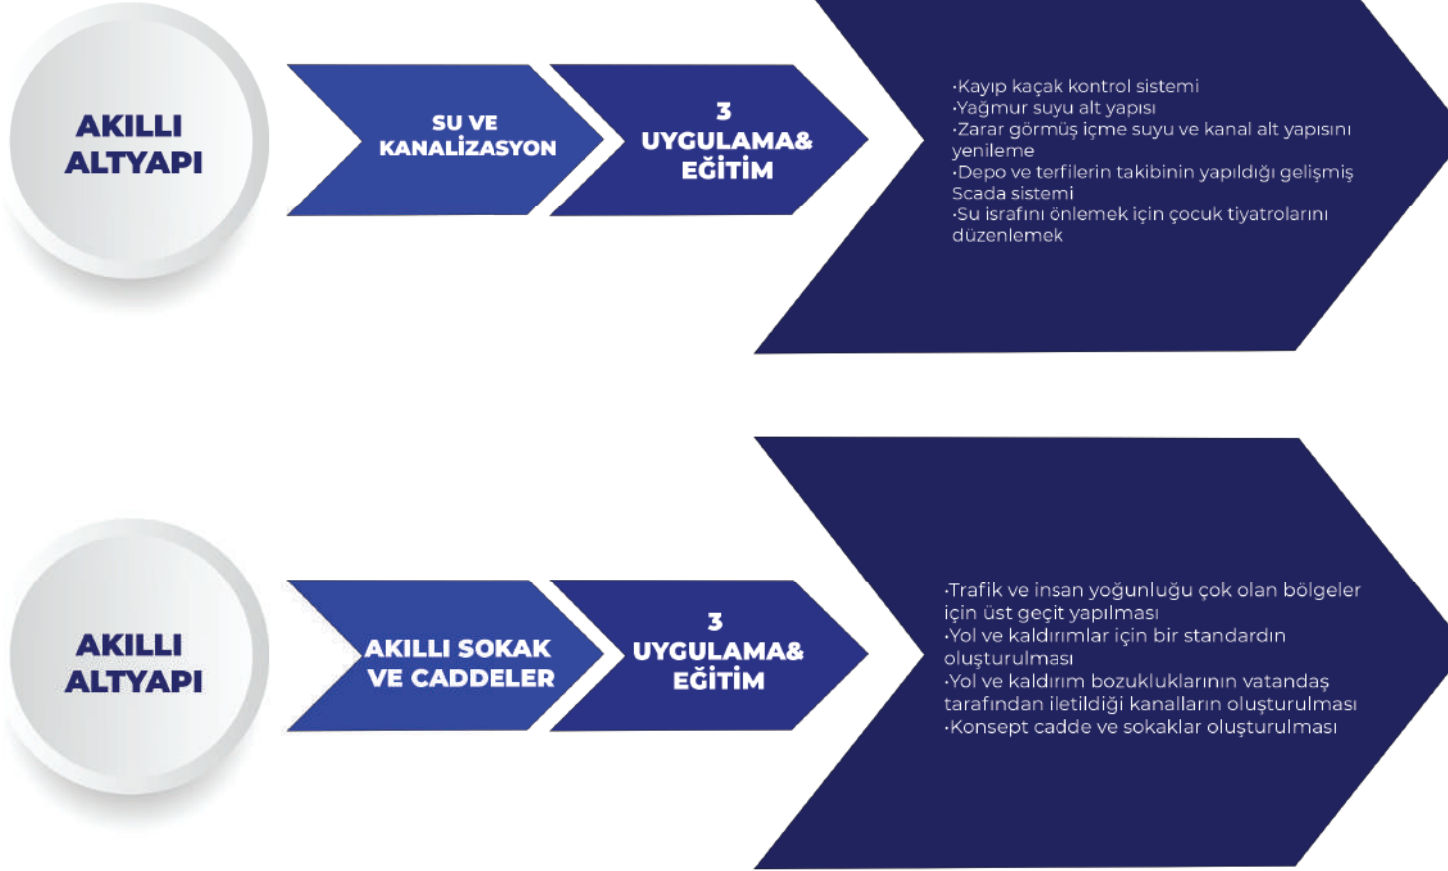 AKILLI
ALTYAPI
SU VE
KANALİZASYON
3
UYGULAMA&
EĞİTİM
•Kayıp kaçak kontrol sistemi
•Yağmur suyu alt yapısı
•Zarar görmüş içme suyu ve kanal alt yapısını
yenileme
•Depo ve terfilerin takibinin yapıldığı gelişmiş
Scada sistemi
•Su israfını önlemek için çocuk tiyatrolarını
düzenlemek
AKILLI
ALTYAPI
AKILLI SOKAK
VE CADDELER
3
UYGULAMA&
EĞİTİM
•Trafik ve insan yoğunluğu çok olan bölgeler
için üst geçit yapılması
•Yol ve kaldırımlar için bir standardın
oluşturulması
•Yol ve kaldırım bozukluklarının vatandaş
tarafından iletildiği kanalların oluşturulması
•Konsept cadde ve sokaklar oluşturulması